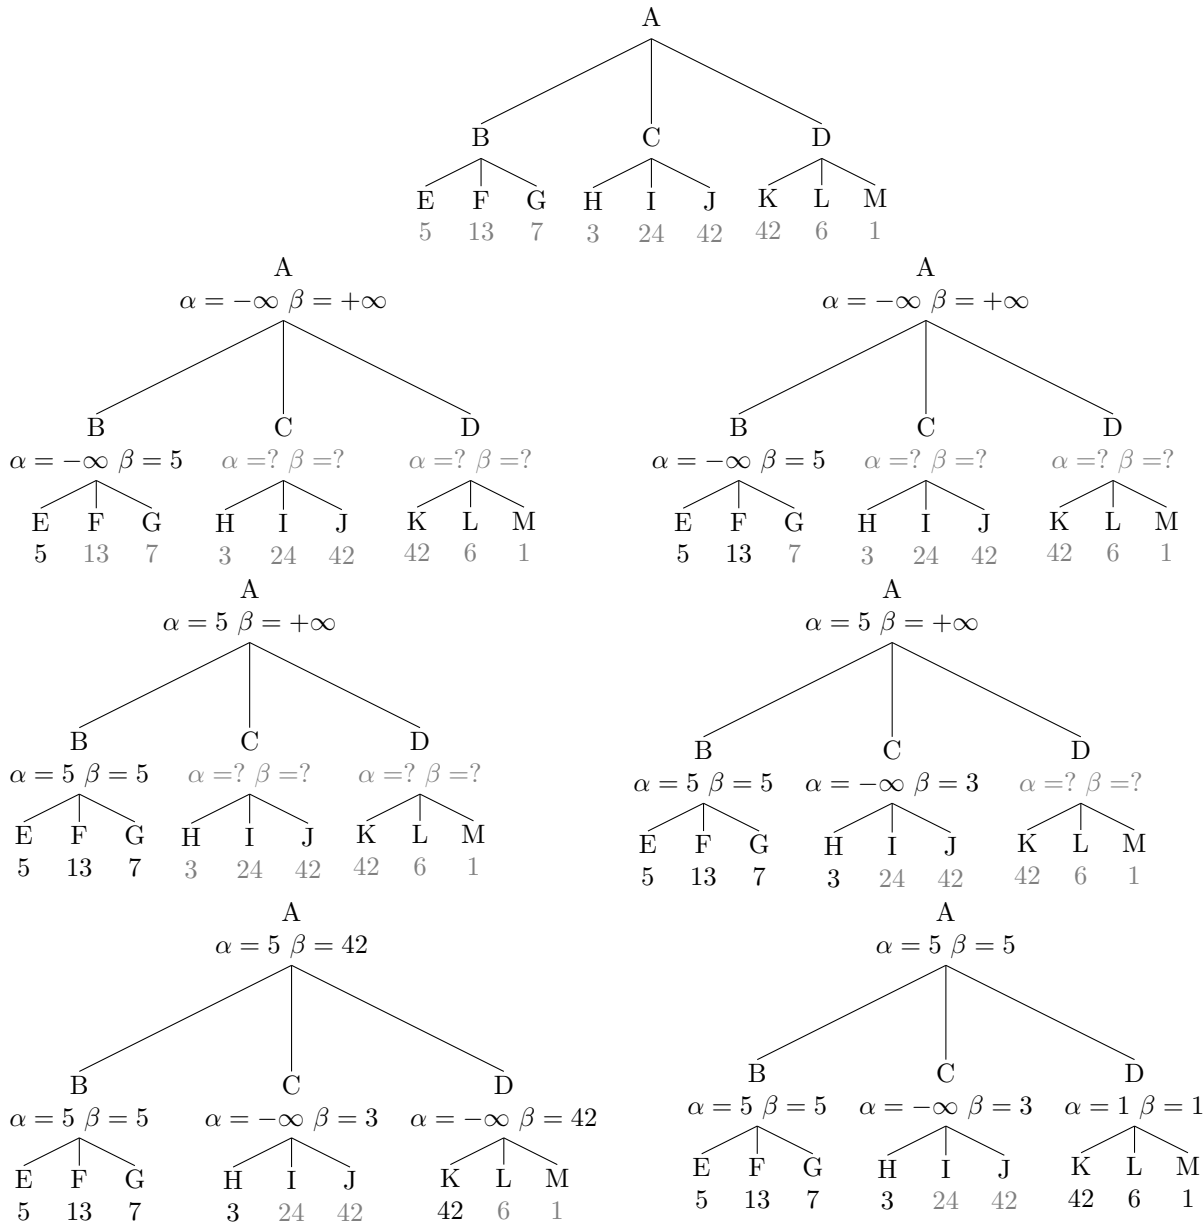 A
B C D
E F G H I J K L M
5 13 7 3 24 42 42 6 1
A
α = −∞ β = +∞
B C D
α = −∞ β = 5 α =? β =? α =? β =?
E F G H I J K L M
5 13 7 3 24 42 42 6 1
A
α = −∞ β = +∞
B C D
α = −∞ β = 5 α =? β =? α =? β =?
E F G H I J K L M
5 13 7 3 24 42 42 6 1
A
α = 5 β = +∞
B C D
α = 5 β = 5 α =? β =? α =? β =?
E F G H I J K L M
5 13 7 3 24 42 42 6 1
A
α = 5 β = +∞
B C D
α = 5 β = 5 α = −∞ β = 3 α =? β =?
E F G H I J K L M
5 13 7 3 24 42 42 6 1
A
α = 5 β = 42
B C D
α = 5 β = 5 α = −∞ β = 3 α = −∞ β = 42
E F G H I J K L M
5 13 7 3 24 42 42 6 1
A
α = 5 β = 5
B C D
α = 5 β = 5 α = −∞ β = 3 α = 1 β = 1
E F G H I J K L M
5 13 7 3 24 42 42 6 1